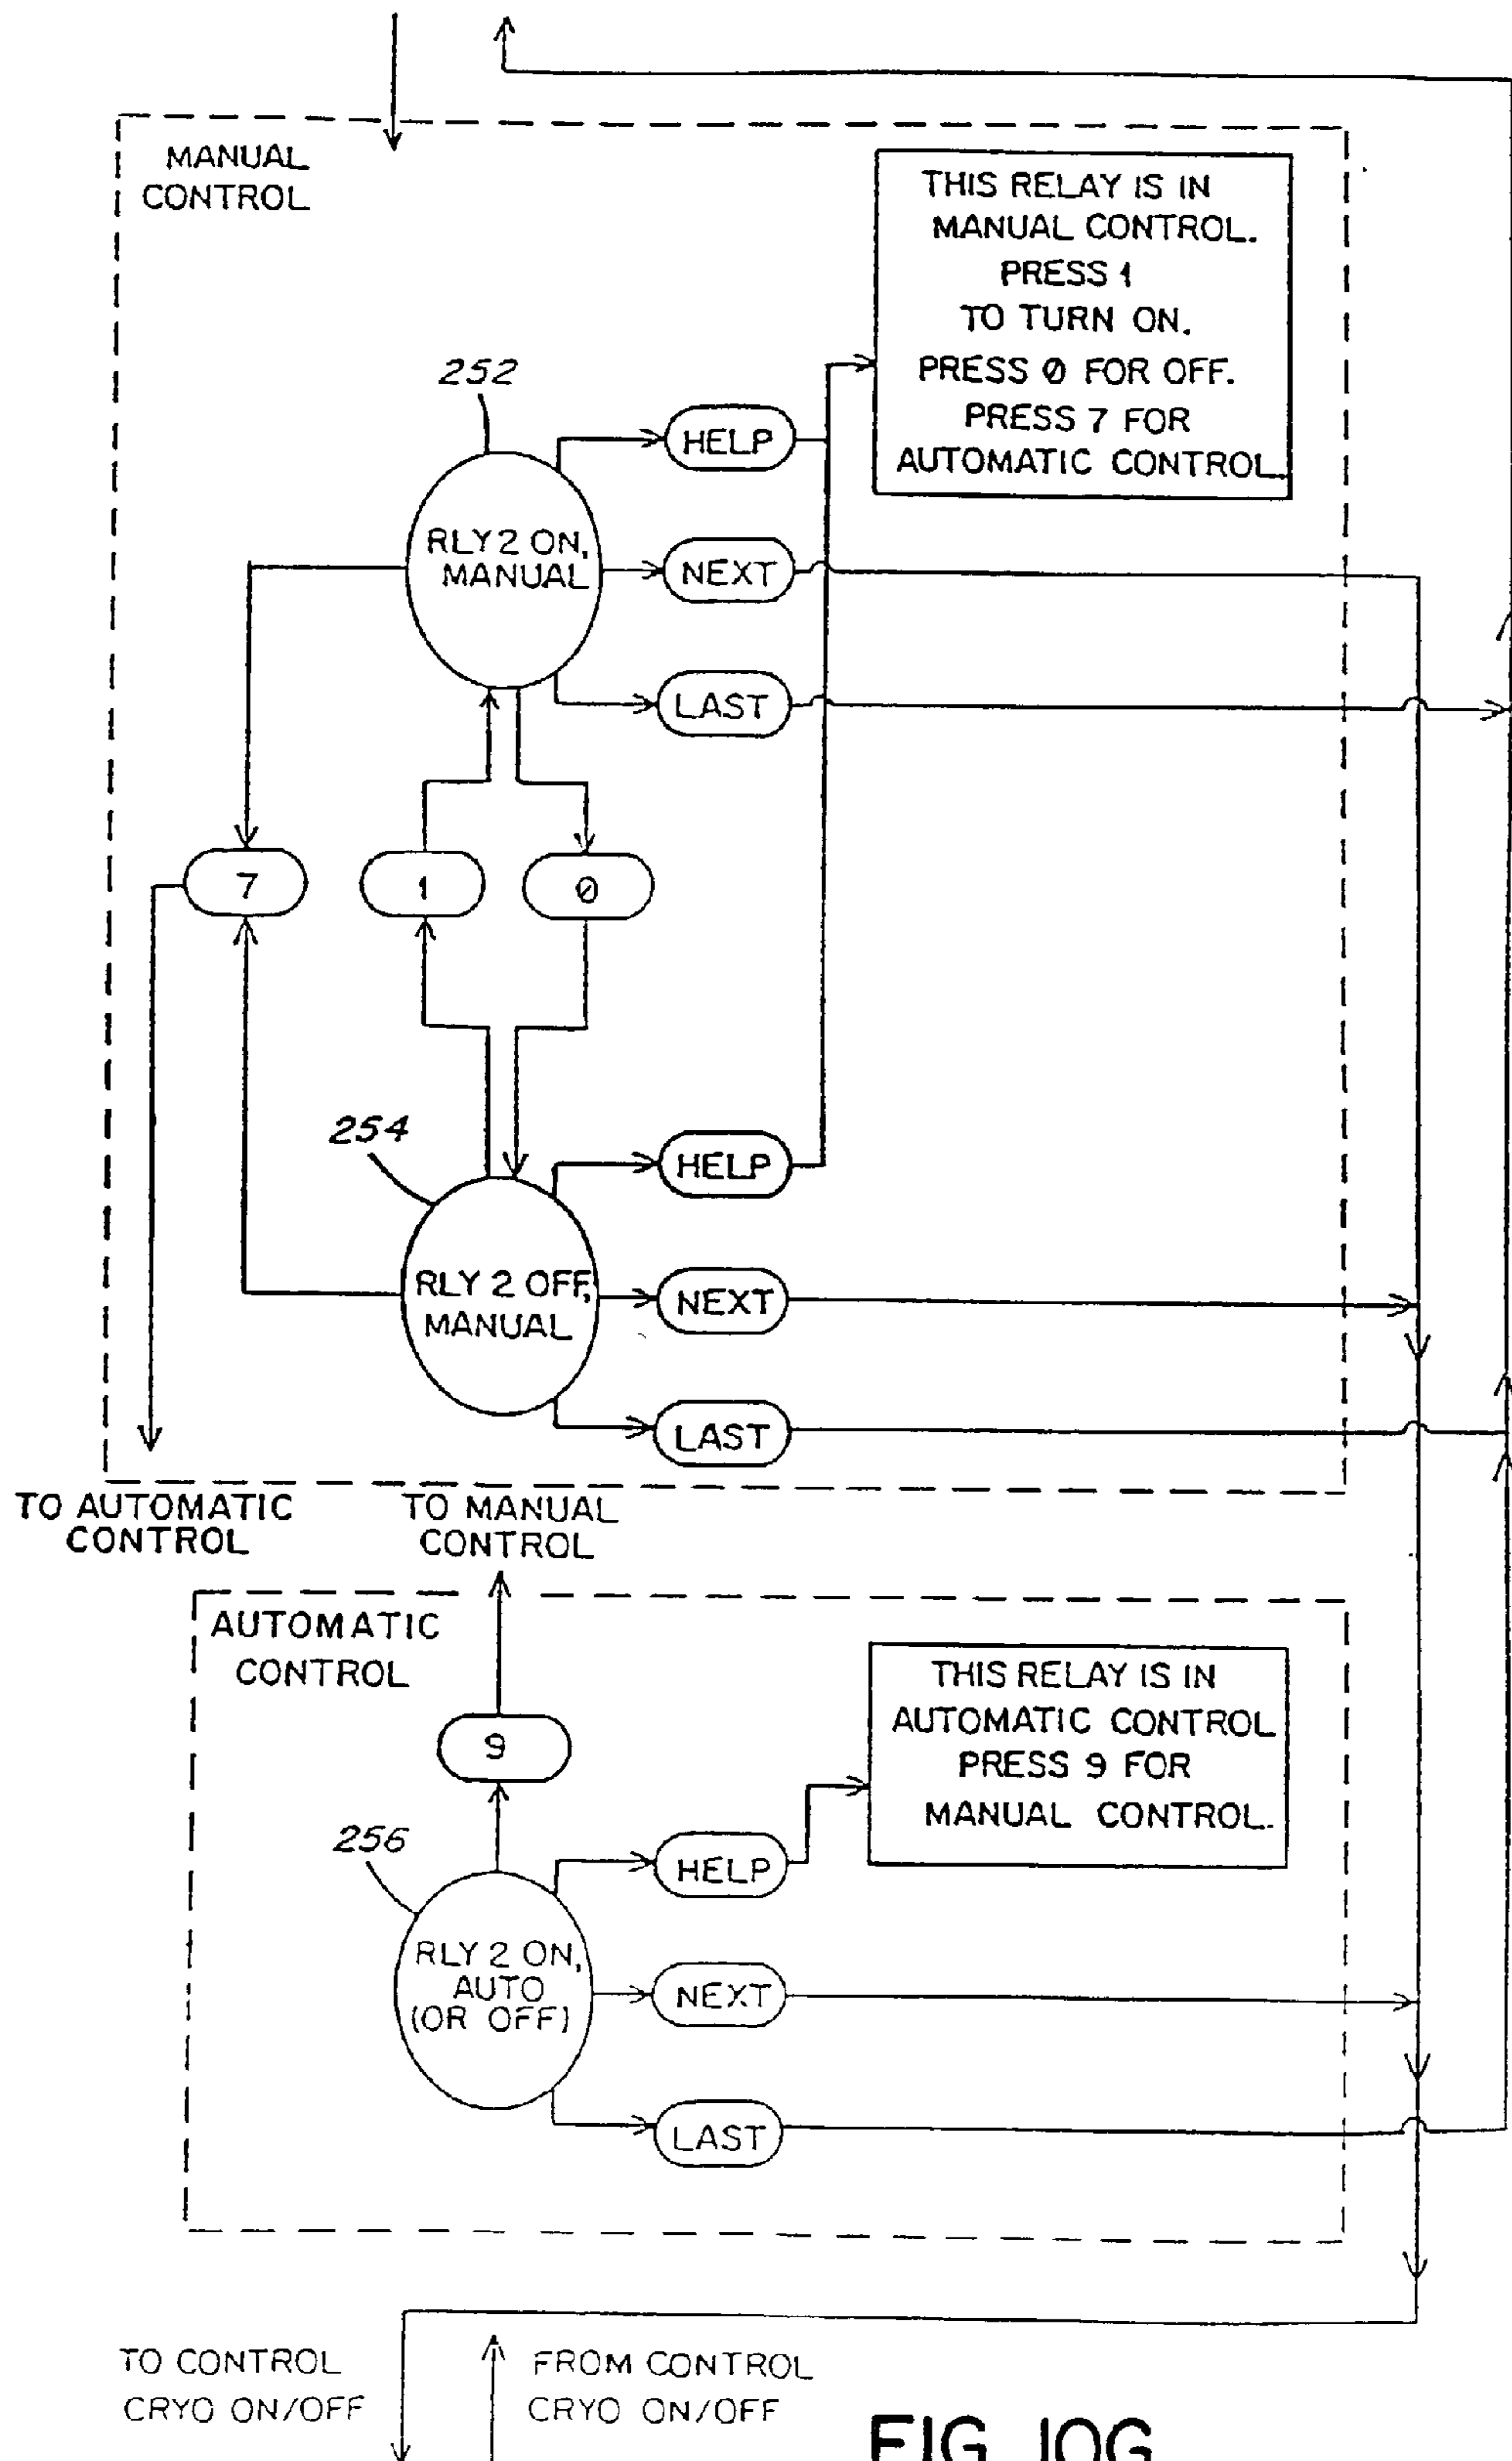 MANUAL
CONTROL
THIS RELAY IS IN
MANUAL CONTROL.
PRESS 1
TO TURN ON.
PRESS 0 FOR OFF.
PRESS 7 FOR
AUTOMATIC CONTROL
252
HELP
RLY 2 ON,
MANUAL
NEXT
LAST
7
1
0
254
HELP
RLY 2 OFF,
MANUAL
NEXT
LAST
TO AUTOMATIC
CONTROL
TO MANUAL
CONTROL
AUTOMATIC
CONTROL
THIS RELAY IS IN
AUTOMATIC CONTROL
PRESS 9 FOR
MANUAL CONTROL.
9
256
HELP
RLY 2 ON,
AUTO
(OR OFF)
NEXT
LAST
TO CONTROL
CRYO ON/OFF
FROM CONTROL
CRYO ON/OFF
FIG. 10G